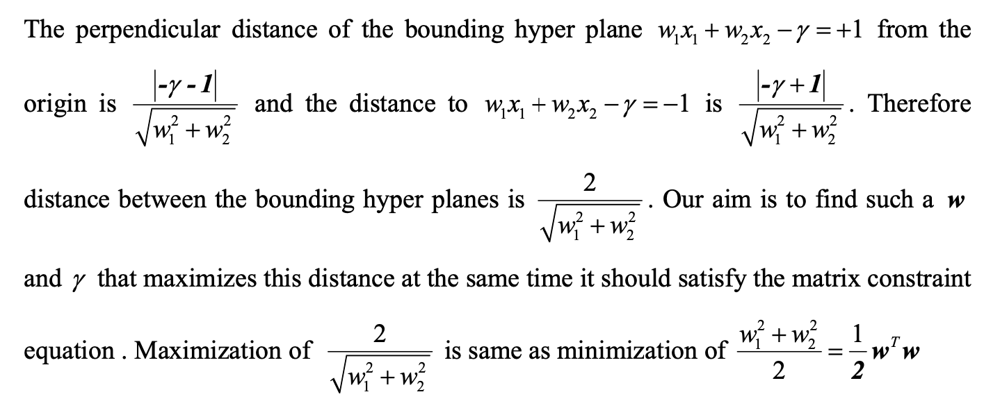 The perpendicular distance of the bounding hyper plane $w_1x_1 + w_2x_2 - \gamma = +1$ from the
origin is $\frac{|\boldsymbol{-\gamma - 1}|}{\sqrt{w_1^2 + w_2^2}}$ and the distance to $w_1x_1 + w_2x_2 - \gamma = -1$ is $\frac{|\boldsymbol{-\gamma + 1}|}{\sqrt{w_1^2 + w_2^2}}$. Therefore
distance between the bounding hyper planes is $\frac{2}{\sqrt{w_1^2 + w_2^2}}$. Our aim is to find such a $\boldsymbol{w}$
and $\gamma$ that maximizes this distance at the same time it should satisfy the matrix constraint
equation . Maximization of $\frac{2}{\sqrt{w_1^2 + w_2^2}}$ is same as minimization of $\frac{w_1^2 + w_2^2}{2} = \frac{1}{\boldsymbol{2}}\boldsymbol{w}^T\boldsymbol{w}$